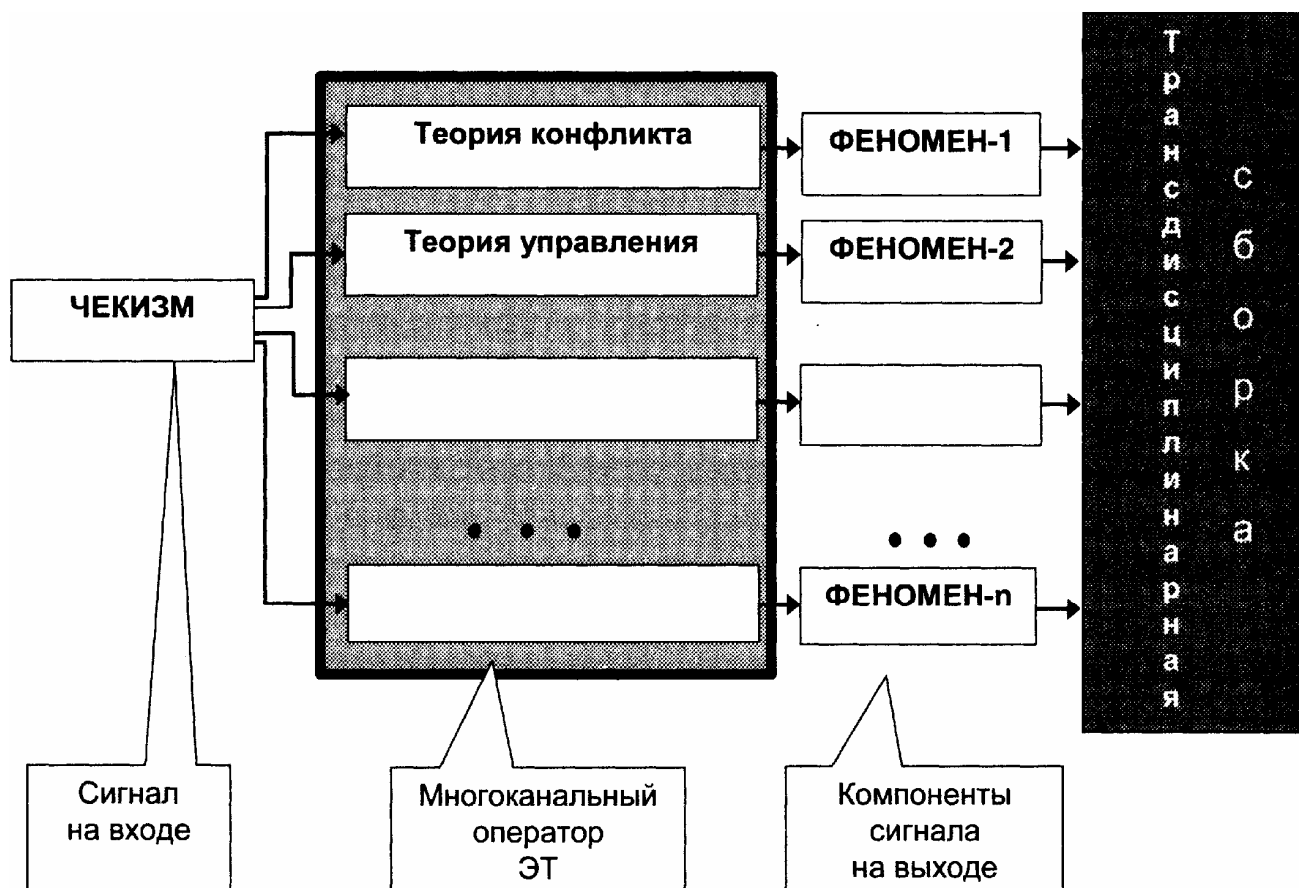 ЧЕКИЗМ
Теория конфликта
Теория управления
• • •
ФЕНОМЕН-1
ФЕНОМЕН-2
• • •
ФЕНОМЕН-n
Трансдисциплинарная
сборка
Сигнал
на входе
Многоканальный
оператор
ЭТ
Компоненты
сигнала
на выходе